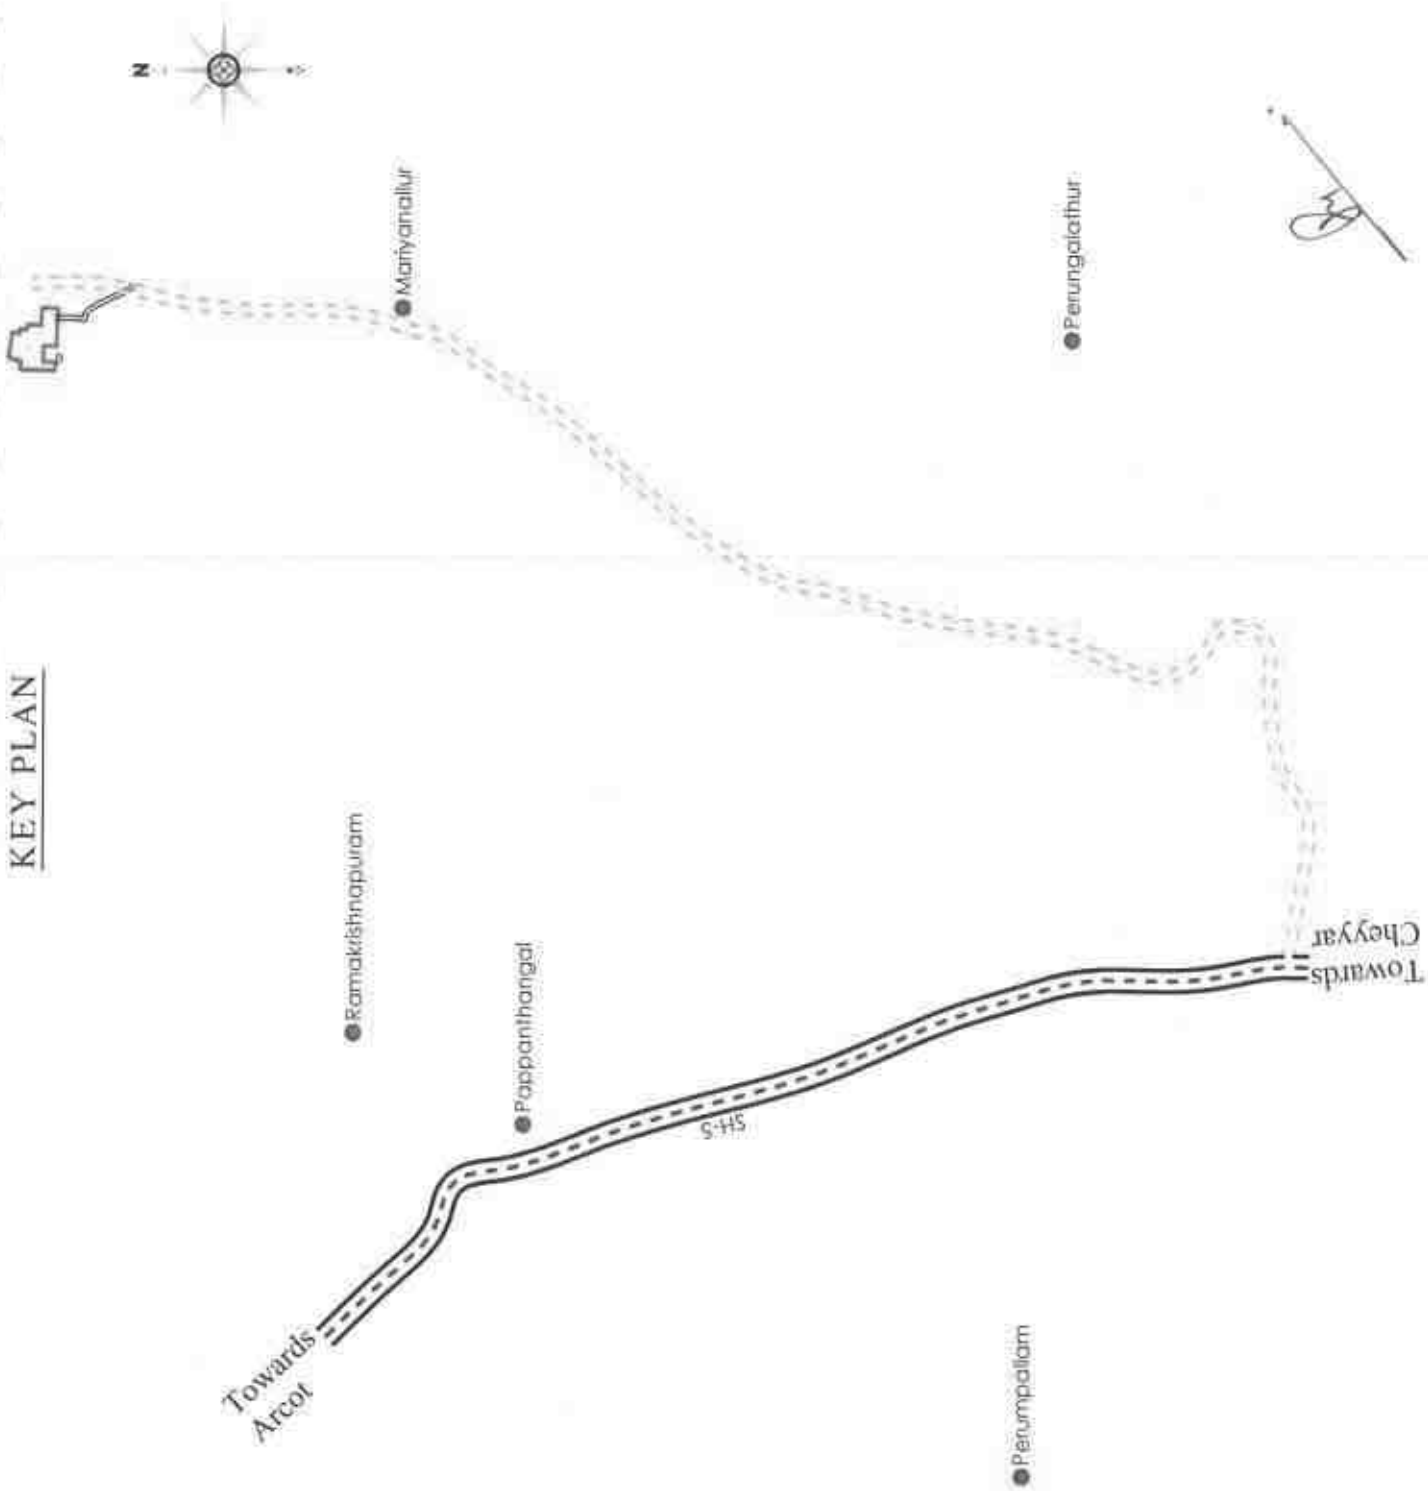 KEY PLAN
N
Mariyanallur
Perungalathur
Ramakrishnapuram
Pappanthangal
SH-5
Towards
Arcot
Towards
Cheyyar
Perumpallam